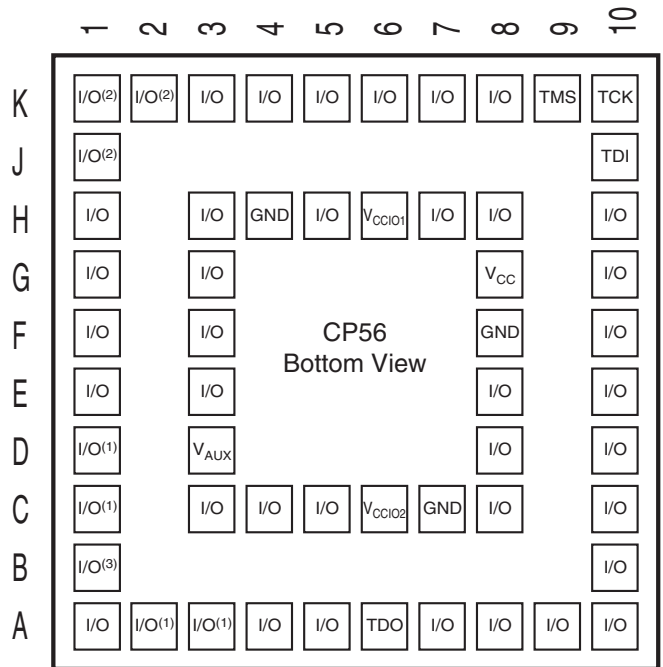 1 2 3 4 5 6 7 8 9 10
K I/O(2) I/O(2) I/O I/O I/O I/O I/O I/O TMS TCK
J I/O(2) TDI
H I/O I/O GND I/O VCCIO1 I/O I/O I/O
G I/O I/O VCC I/O
F I/O I/O CP56 GND I/O
Bottom View
E I/O I/O I/O I/O
D I/O(1) VAUX I/O I/O
C I/O(1) I/O I/O I/O VCCIO2 GND I/O I/O
B I/O(3) I/O
A I/O I/O(1) I/O(1) I/O I/O TDO I/O I/O I/O I/O